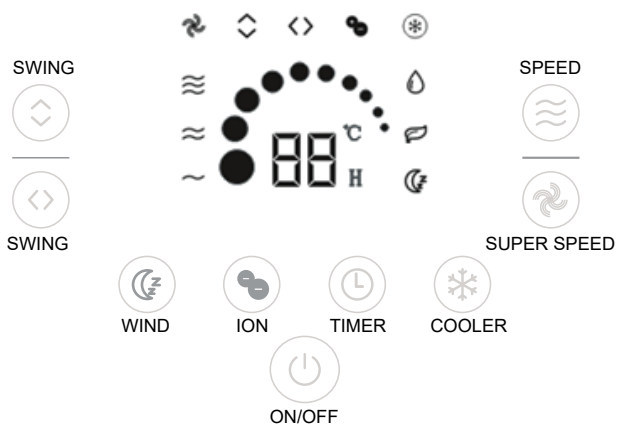 SWING
SPEED
88 °C
H
SWING
SUPER SPEED
WIND
ION
TIMER
COOLER
ON/OFF